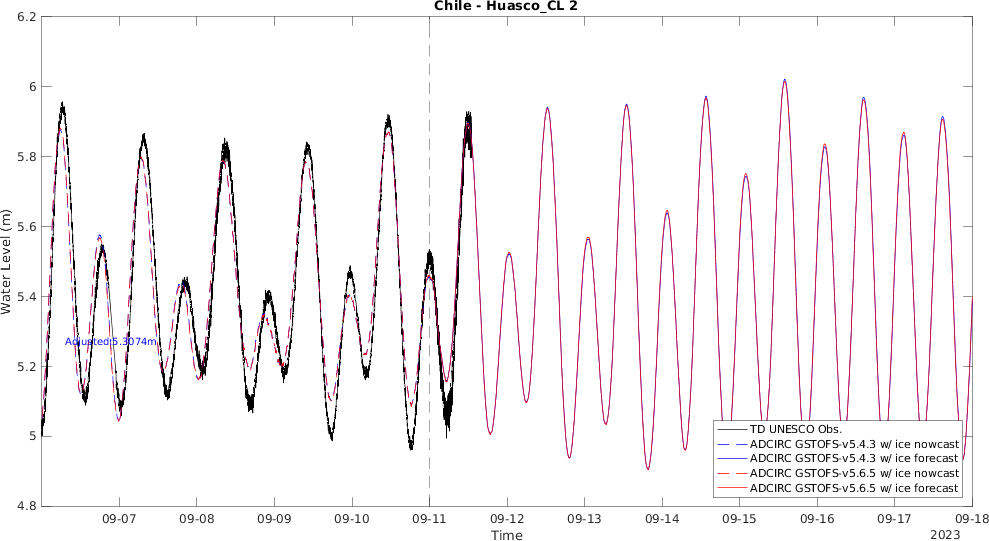 Chile - Huasco_CL 2
6.2
6
5.8
5.6
5.4
5.2
5
4.8
Water Level (m)
Adjusted:5.3074m
TD UNESCO Obs.
ADCIRC GSTOFS-v5.4.3 w/ ice nowcast
ADCIRC GSTOFS-v5.4.3 w/ ice forecast
ADCIRC GSTOFS-v5.6.5 w/ ice nowcast
ADCIRC GSTOFS-v5.6.5 w/ ice forecast
09-07 09-08 09-09 09-10 09-11 09-12 09-13 09-14 09-15 09-16 09-17 09-18
Time
2023